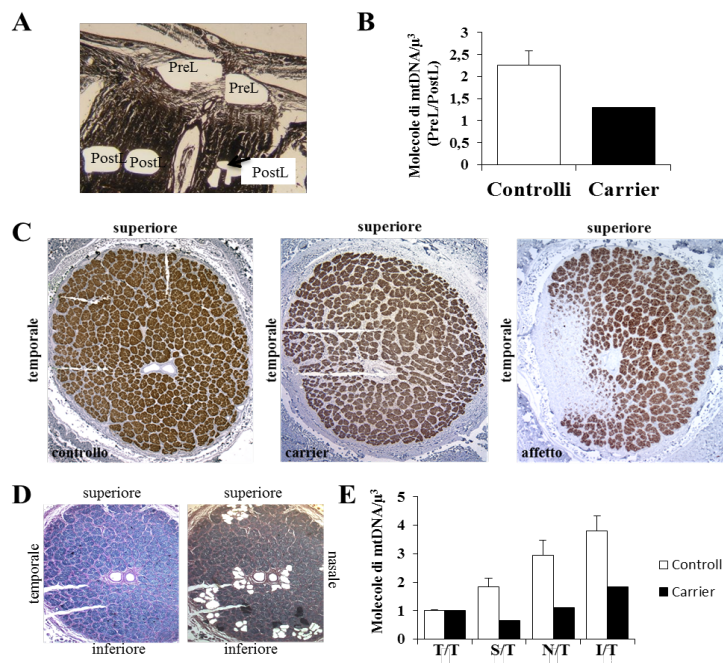 A
PreL
PreL
PostL
PostL
PostL
B
Molecole di mtDNA/µ³
(PreL/PostL)
2,5
2
1,5
1
0,5
0
Controlli
Carrier
C
superiore
superiore
superiore
temporale
temporale
temporale
controllo
carrier
affetto
D
superiore
superiore
temporale
nasale
inferiore
inferiore
E
Molecole di mtDNA/µ³
5
4
3
2
1
0
T/T
S/T
N/T
I/T
Controlli
Carrier